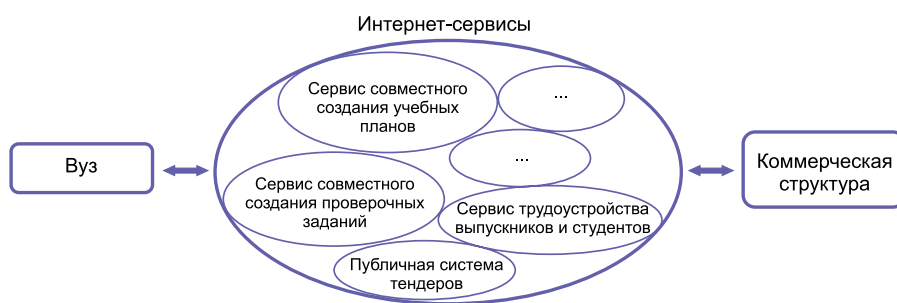 Интернет-сервисы
Сервис совместного
создания учебных
планов
...
...
Вуз
Коммерческая
структура
Сервис совместного
создания проверочных
заданий
Сервис трудоустройства
выпускников и студентов
Публичная система
тендеров